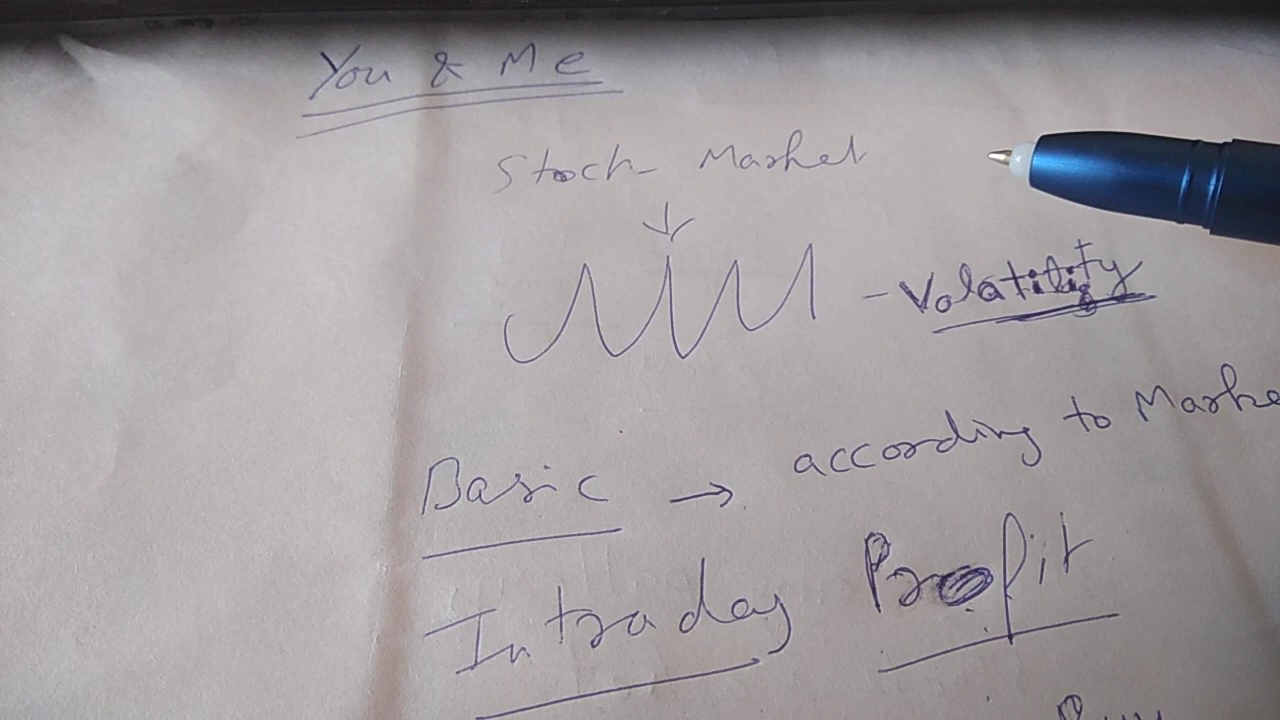 You & Me
Stock Market
- Volatility
Basic → according to Marke
Intraday Profit